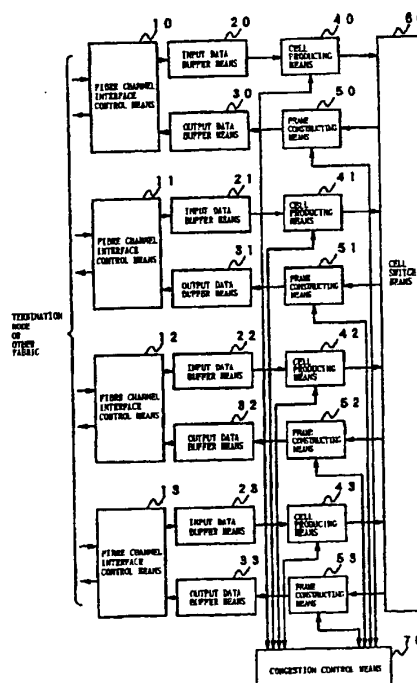 10
20
40
60
FIBRE CHANNEL
INTERFACE
CONTROL MEANS
INPUT DATA
BUFFER MEANS
CELL
PRODUCING
MEANS
30
50
OUTPUT DATA
BUFFER MEANS
FRAME
CONSTRUCTING
MEANS
11
21
41
FIBRE CHANNEL
INTERFACE
CONTROL MEANS
INPUT DATA
BUFFER MEANS
CELL
PRODUCING
MEANS
31
51
OUTPUT DATA
BUFFER MEANS
FRAME
CONSTRUCTING
MEANS
TERMINATION
NODE
OR
OTHER
FABRIC
CELL
SWITCH
MEANS
12
22
42
FIBRE CHANNEL
INTERFACE
CONTROL MEANS
INPUT DATA
BUFFER MEANS
CELL
PRODUCING
MEANS
32
52
OUTPUT DATA
BUFFER MEANS
FRAME
CONSTRUCTING
MEANS
13
23
43
FIBRE CHANNEL
INTERFACE
CONTROL MEANS
INPUT DATA
BUFFER MEANS
CELL
PRODUCING
MEANS
33
53
OUTPUT DATA
BUFFER MEANS
FRAME
CONSTRUCTING
MEANS
70
CONGESTION CONTROL MEANS